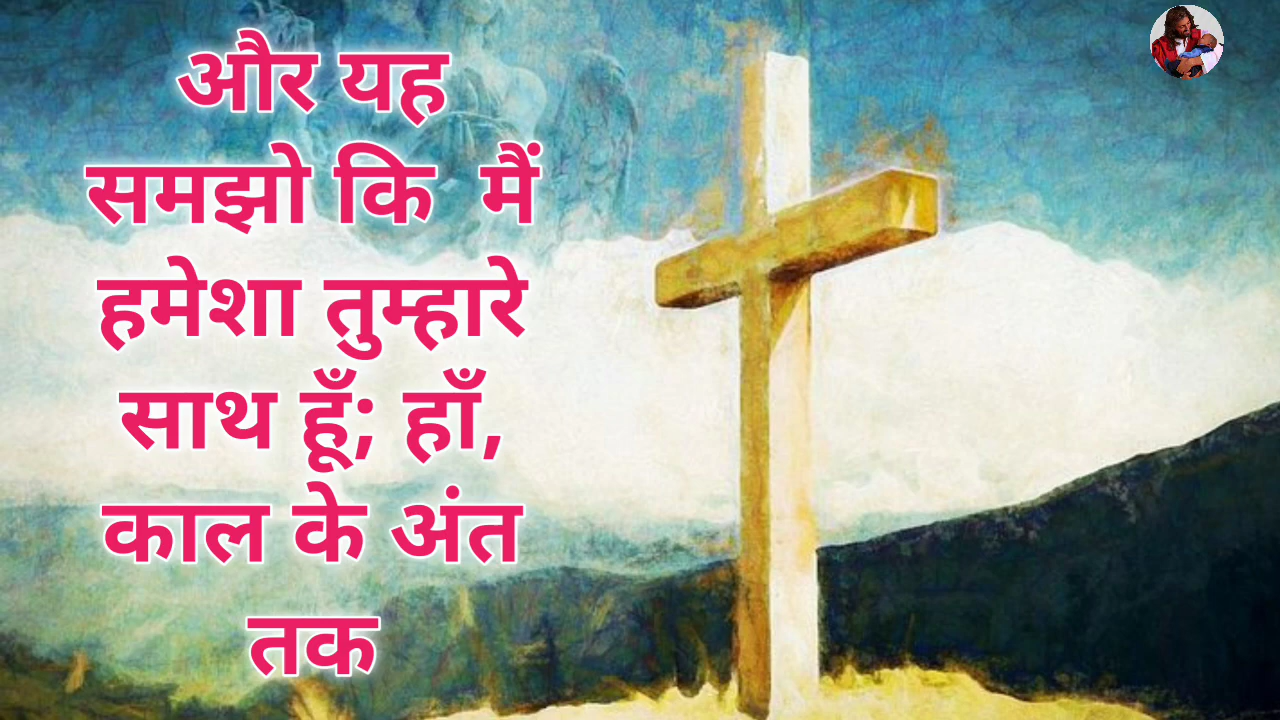 और यह
समझो कि  मैं
हमेशा तुम्हारे
साथ हूँ; हाँ,
काल के अंत
तक